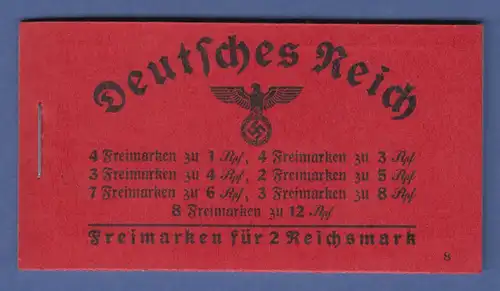 Deutsches Reich
4 Freimarken zu 1 Rpf, 4 Freimarken zu 3 Rpf
3 Freimarken zu 4 Rpf, 2 Freimarken zu 5 Rpf
7 Freimarken zu 6 Rpf, 3 Freimarken zu 8 Rpf
8 Freimarken zu 12 Rpf
Freimarken für 2 Reichsmark
8